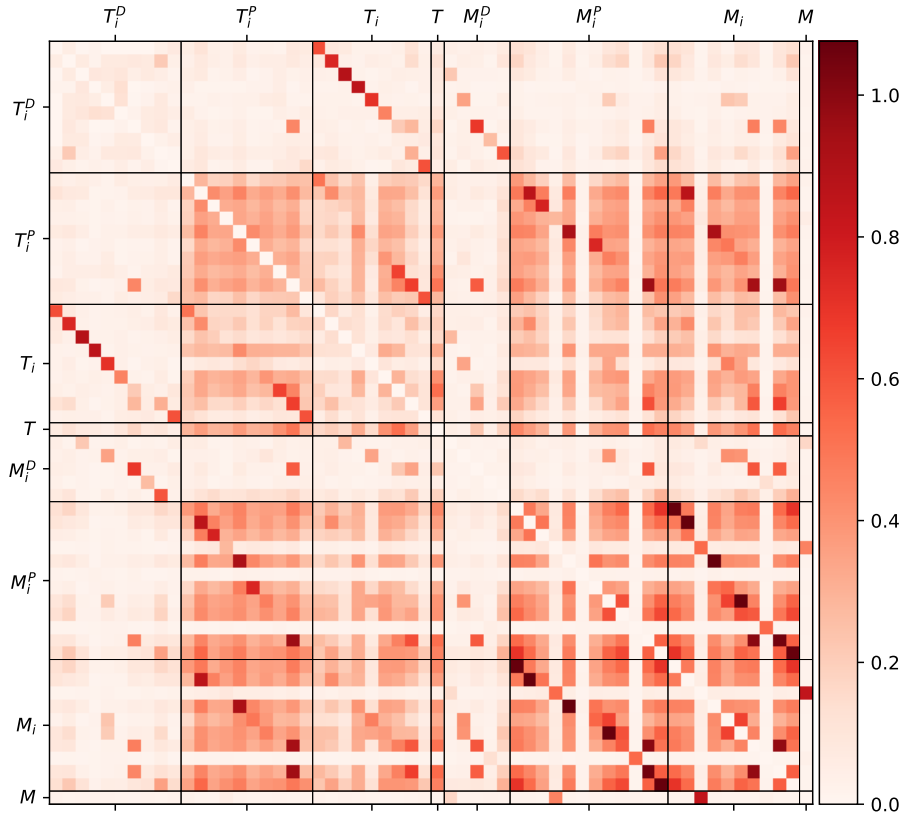 T_i^D T_i^P T_i T M_i^D M_i^P M_i M
T_i^D
T_i^P
T_i
T
M_i^D
M_i^P
M_i
M
1.0
0.8
0.6
0.4
0.2
0.0